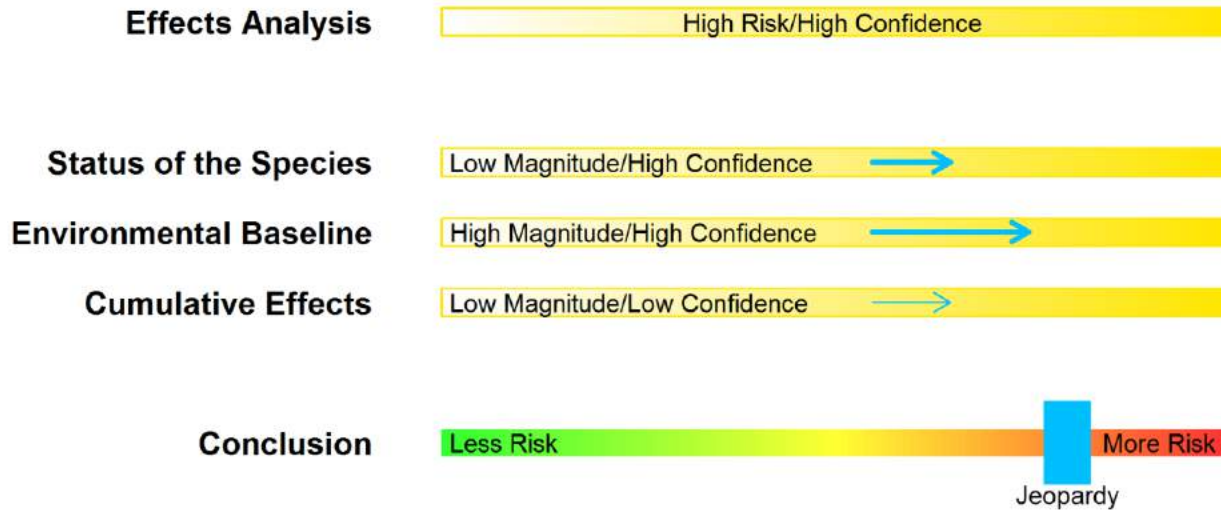 Effects Analysis High Risk/High Confidence
Status of the Species Low Magnitude/High Confidence
Environmental Baseline High Magnitude/High Confidence
Cumulative Effects Low Magnitude/Low Confidence
Conclusion Less Risk More Risk
Jeopardy